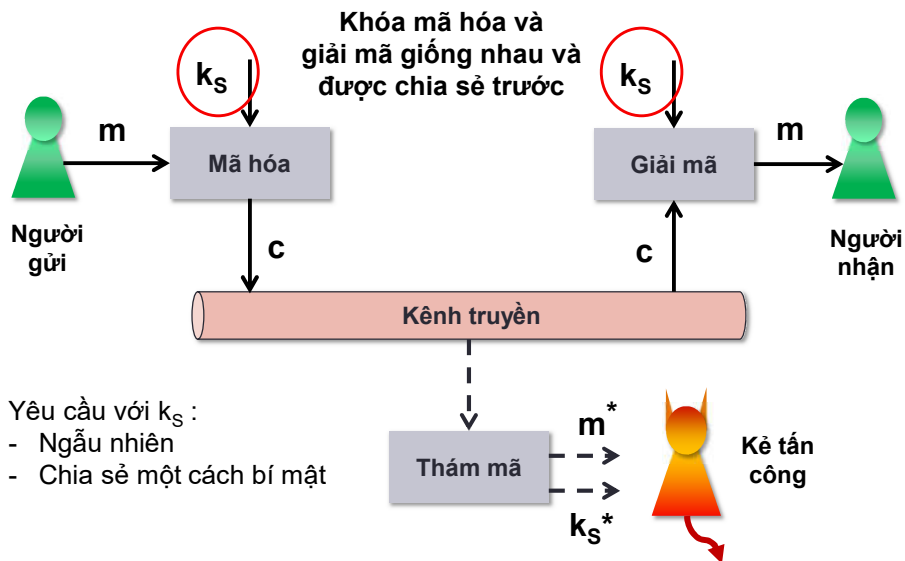 Khóa mã hóa và
giải mã giống nhau và
được chia sẻ trước
kS
kS
m
Mã hóa
Giải mã
m
Người
gửi
c
c
Người
nhận
Kênh truyền
Yêu cầu với kS :
- Ngẫu nhiên
- Chia sẻ một cách bí mật
Thám mã
m*
kS*
Kẻ tấn
công